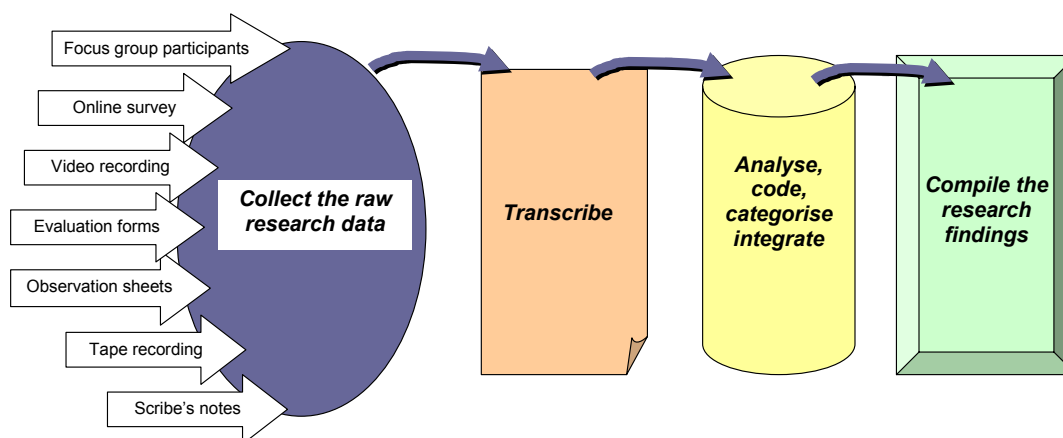 Focus group participants
Online survey
Video recording
Evaluation forms
Observation sheets
Tape recording
Scribe's notes
Collect the raw
research data
Transcribe
Analyse,
code,
categorise
integrate
Compile the
research
findings